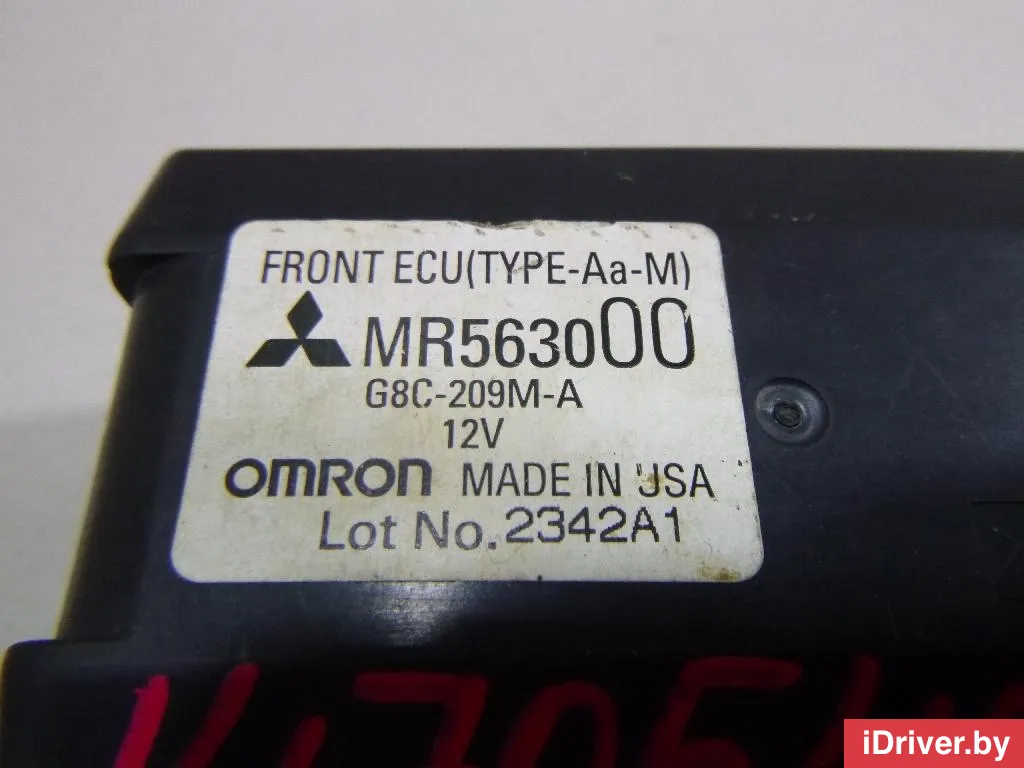 FRONT ECU(TYPE-Aa-M)
MR563000
G8C-209M-A
12V
OMRON MADE IN USA
Lot No. 2342A1
iDriver.by